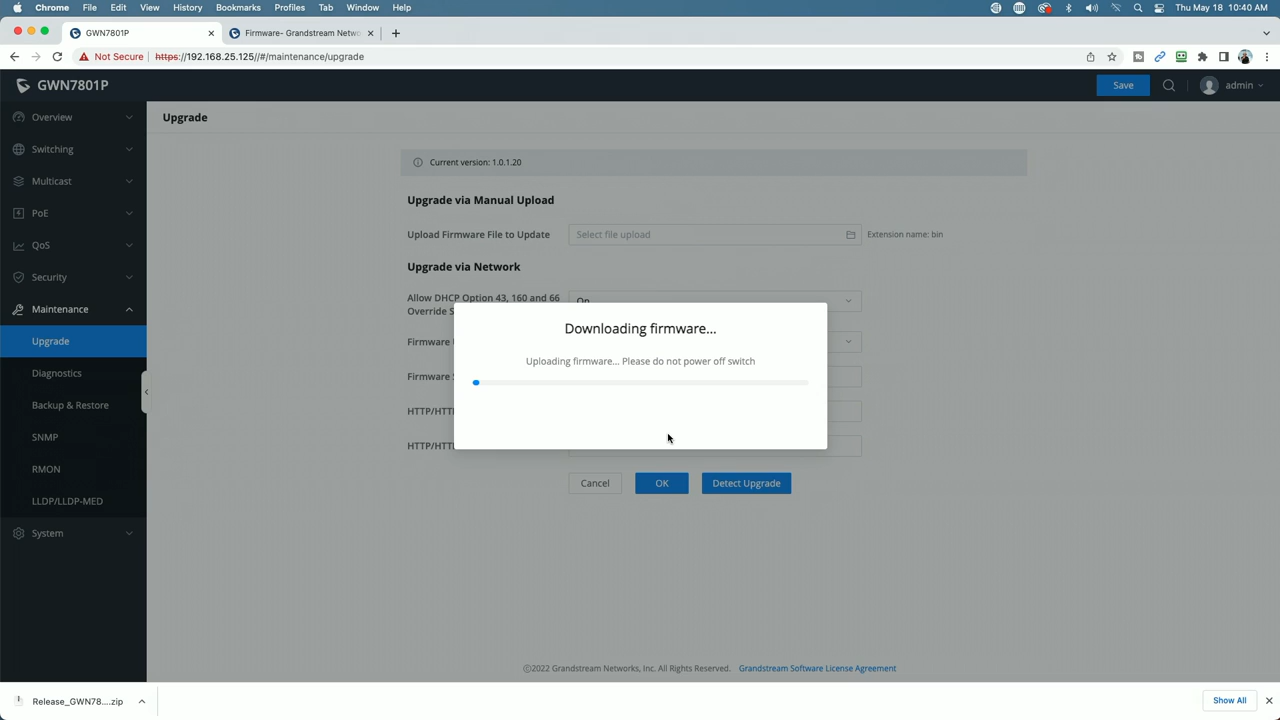 Chrome File Edit View History Bookmarks Profiles Tab Window Help Thu May 18 10:40 AM
GWN7801P Firmware- Grandstream Netwo
Not Secure https://192.168.25.125//#/maintenance/upgrade
GWN7801P Save admin
Overview
Switching
Multicast
PoE
QoS
Security
Maintenance
Upgrade
Diagnostics
Backup & Restore
SNMP
RMON
LLDP/LLDP-MED
System
Upgrade
Current version: 1.0.1.20
Upgrade via Manual Upload
Upload Firmware File to Update Select file upload Extension name: bin
Upgrade via Network
Allow DHCP Option 43, 160 and 66 On
Override S
Firmware
Firmware S
HTTP/HTT
HTTP/HTT
Downloading firmware...
Uploading firmware... Please do not power off switch
Cancel OK Detect Upgrade
©2022 Grandstream Networks, Inc. All Rights Reserved. Grandstream Software License Agreement
Release_GWN78....zip Show All